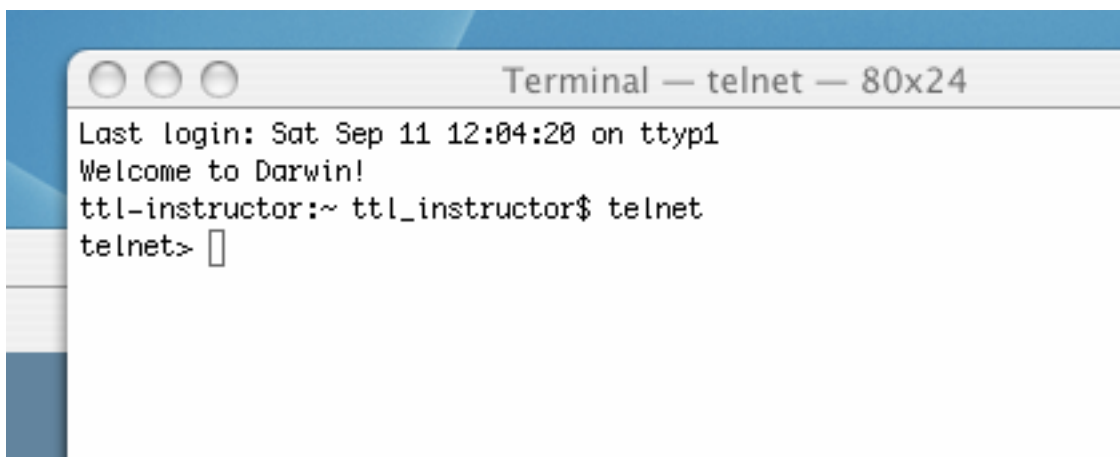 Terminal — telnet — 80x24
Last login: Sat Sep 11 12:04:20 on ttyp1
Welcome to Darwin!
ttl-instructor:~ ttl_instructor$ telnet
telnet>